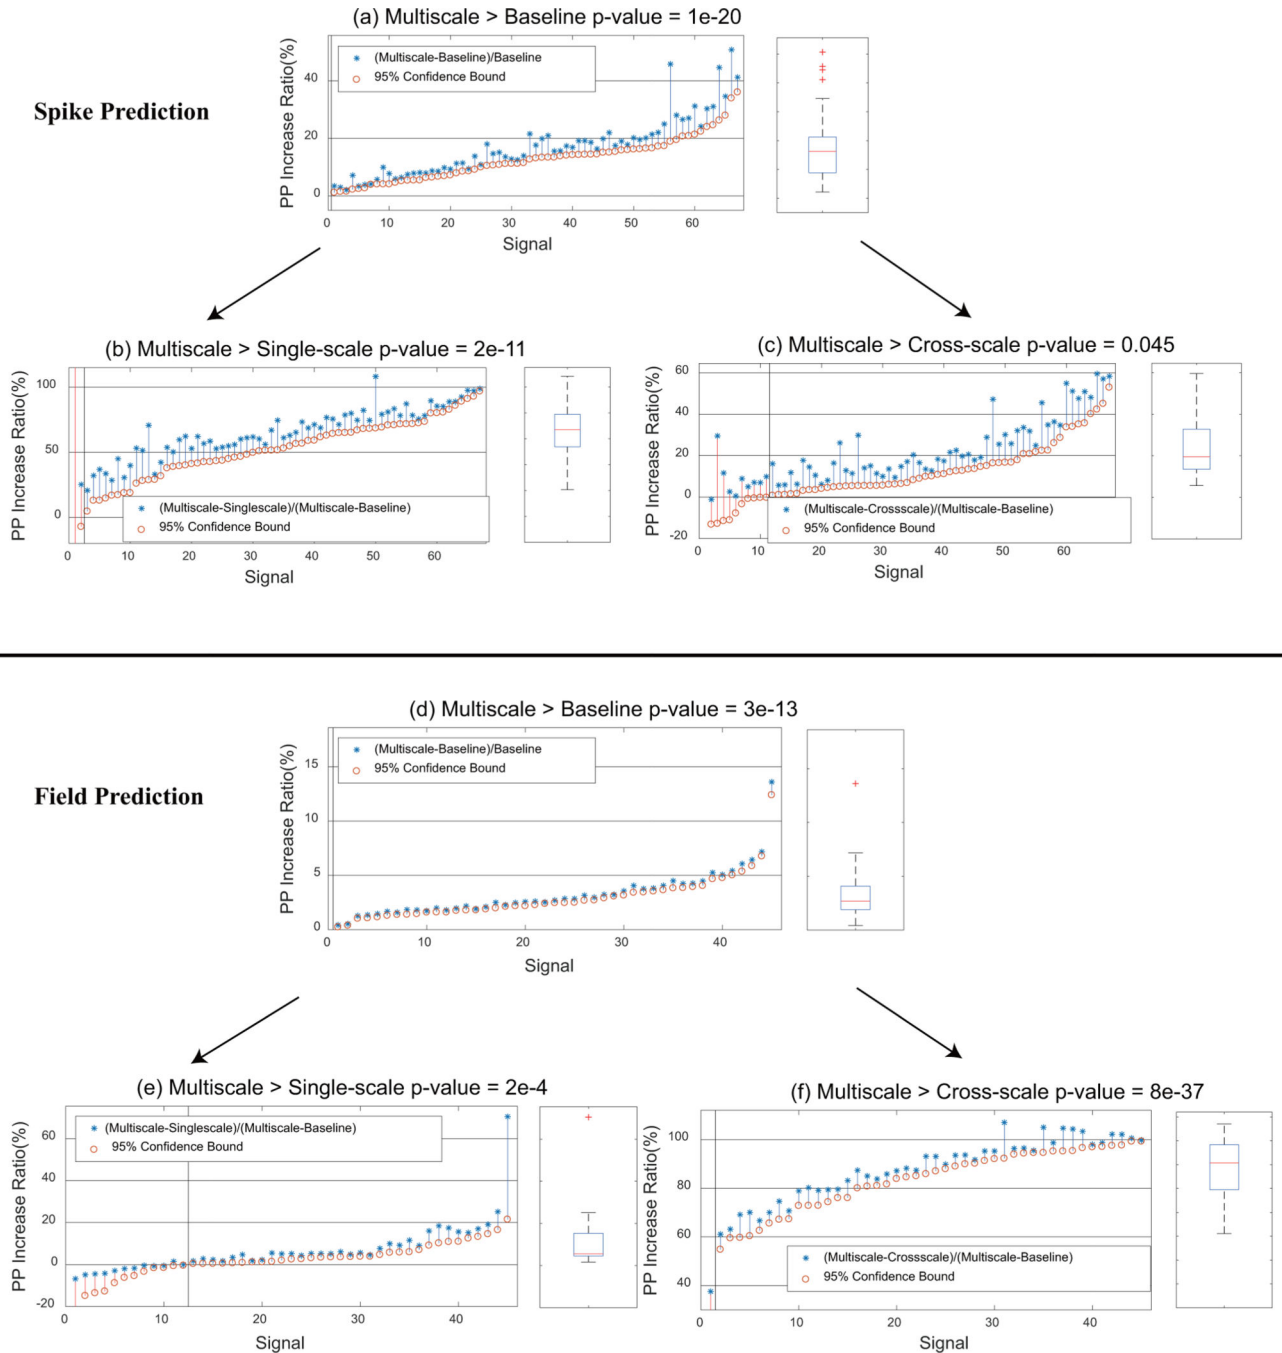 (a) Multiscale > Baseline p-value = 1e-20
Spike Prediction
PP Increase Ratio(%)
(Multiscale-Baseline)/Baseline
95% Confidence Bound
40
20
0
10 20 30 40 50 60
Signal
(b) Multiscale > Single-scale p-value = 2e-11
PP Increase Ratio(%)
100
50
0
(Multiscale-Singlescale)/(Multiscale-Baseline)
95% Confidence Bound
0 10 20 30 40 50 60
Signal
(c) Multiscale > Cross-scale p-value = 0.045
PP Increase Ratio(%)
60
40
20
0
-20
(Multiscale-Crossscale)/(Multiscale-Baseline)
95% Confidence Bound
0 10 20 30 40 50 60
Signal
(d) Multiscale > Baseline p-value = 3e-13
Field Prediction
PP Increase Ratio(%)
(Multiscale-Baseline)/Baseline
95% Confidence Bound
15
10
5
0
0 10 20 30 40
Signal
(e) Multiscale > Single-scale p-value = 2e-4
PP Increase Ratio(%)
(Multiscale-Singlescale)/(Multiscale-Baseline)
95% Confidence Bound
60
40
20
0
-20
0 10 20 30 40
Signal
(f) Multiscale > Cross-scale p-value = 8e-37
PP Increase Ratio(%)
100
80
60
40
(Multiscale-Crossscale)/(Multiscale-Baseline)
95% Confidence Bound
0 10 20 30 40
Signal